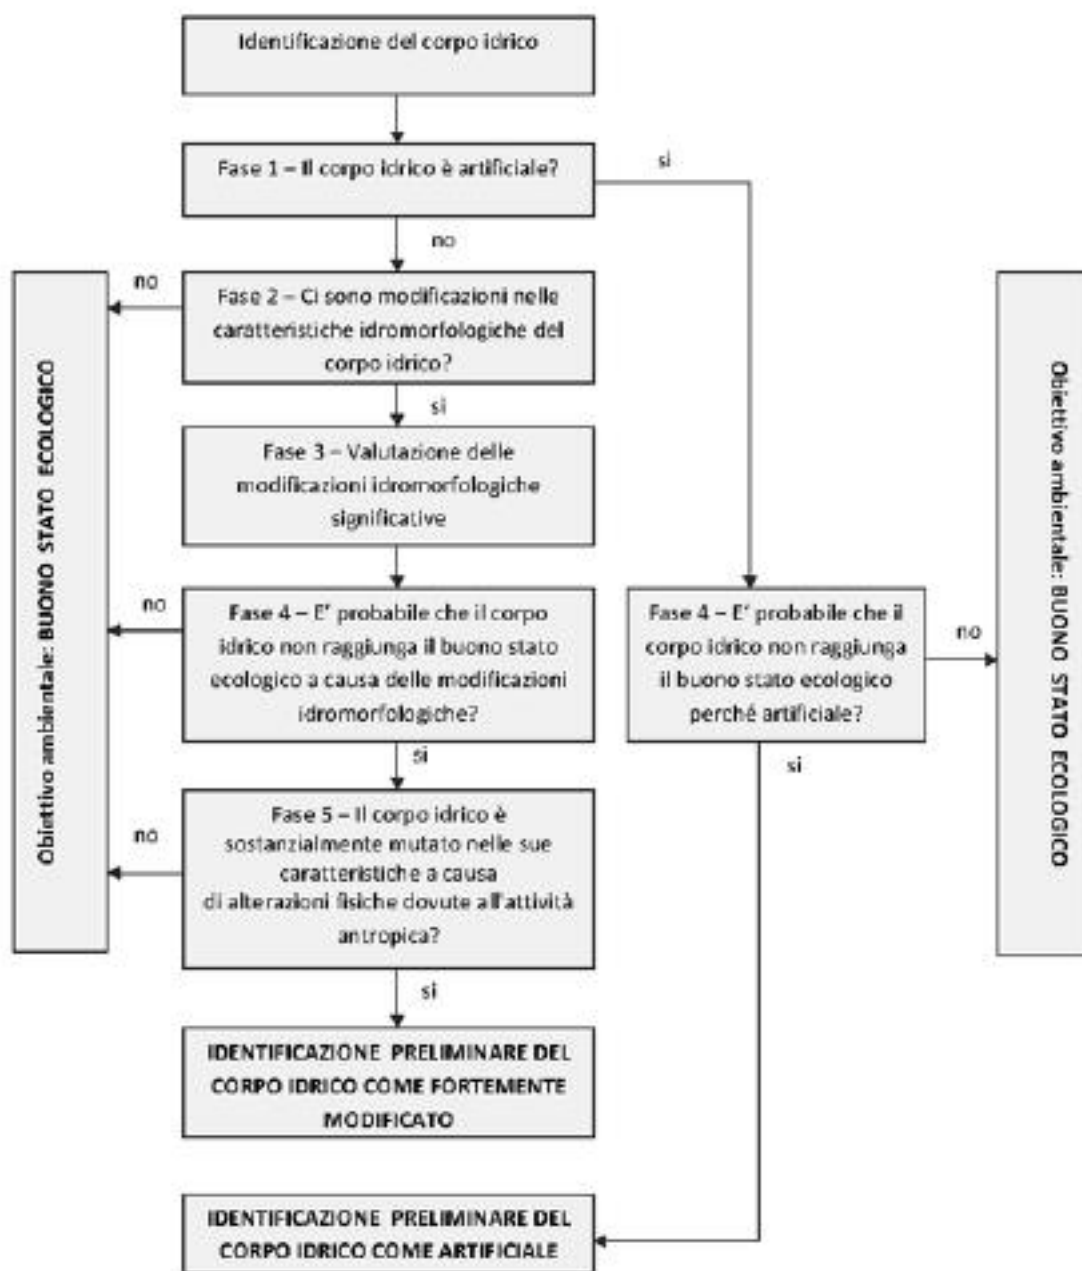 Identificazione del corpo idrico
Fase 1 – Il corpo idrico è artificiale?
si
no
no
Fase 2 – Ci sono modificazioni nelle
caratteristiche idromorfologiche del
corpo idrico?
si
Fase 3 – Valutazione delle
modificazioni idromorfologiche
significative
no
Fase 4 – E' probabile che il corpo
idrico non raggiunga il buono stato
ecologico a causa delle modificazioni
idromorfologiche?
Fase 4 – E' probabile che il
corpo idrico non raggiunga
il buono stato ecologico
perché artificiale?
no
si
si
no
Fase 5 – Il corpo idrico è
sostanzialmente mutato nelle sue
caratteristiche a causa
di alterazioni fisiche dovute all'attività
antropica?
si
Obiettivo ambientale: BUONO STATO ECOLOGICO
Obiettivo ambientale: BUONO STATO ECOLOGICO
IDENTIFICAZIONE PRELIMINARE DEL
CORPO IDRICO COME FORTEMENTE
MODIFICATO
IDENTIFICAZIONE PRELIMINARE DEL
CORPO IDRICO COME ARTIFICIALE